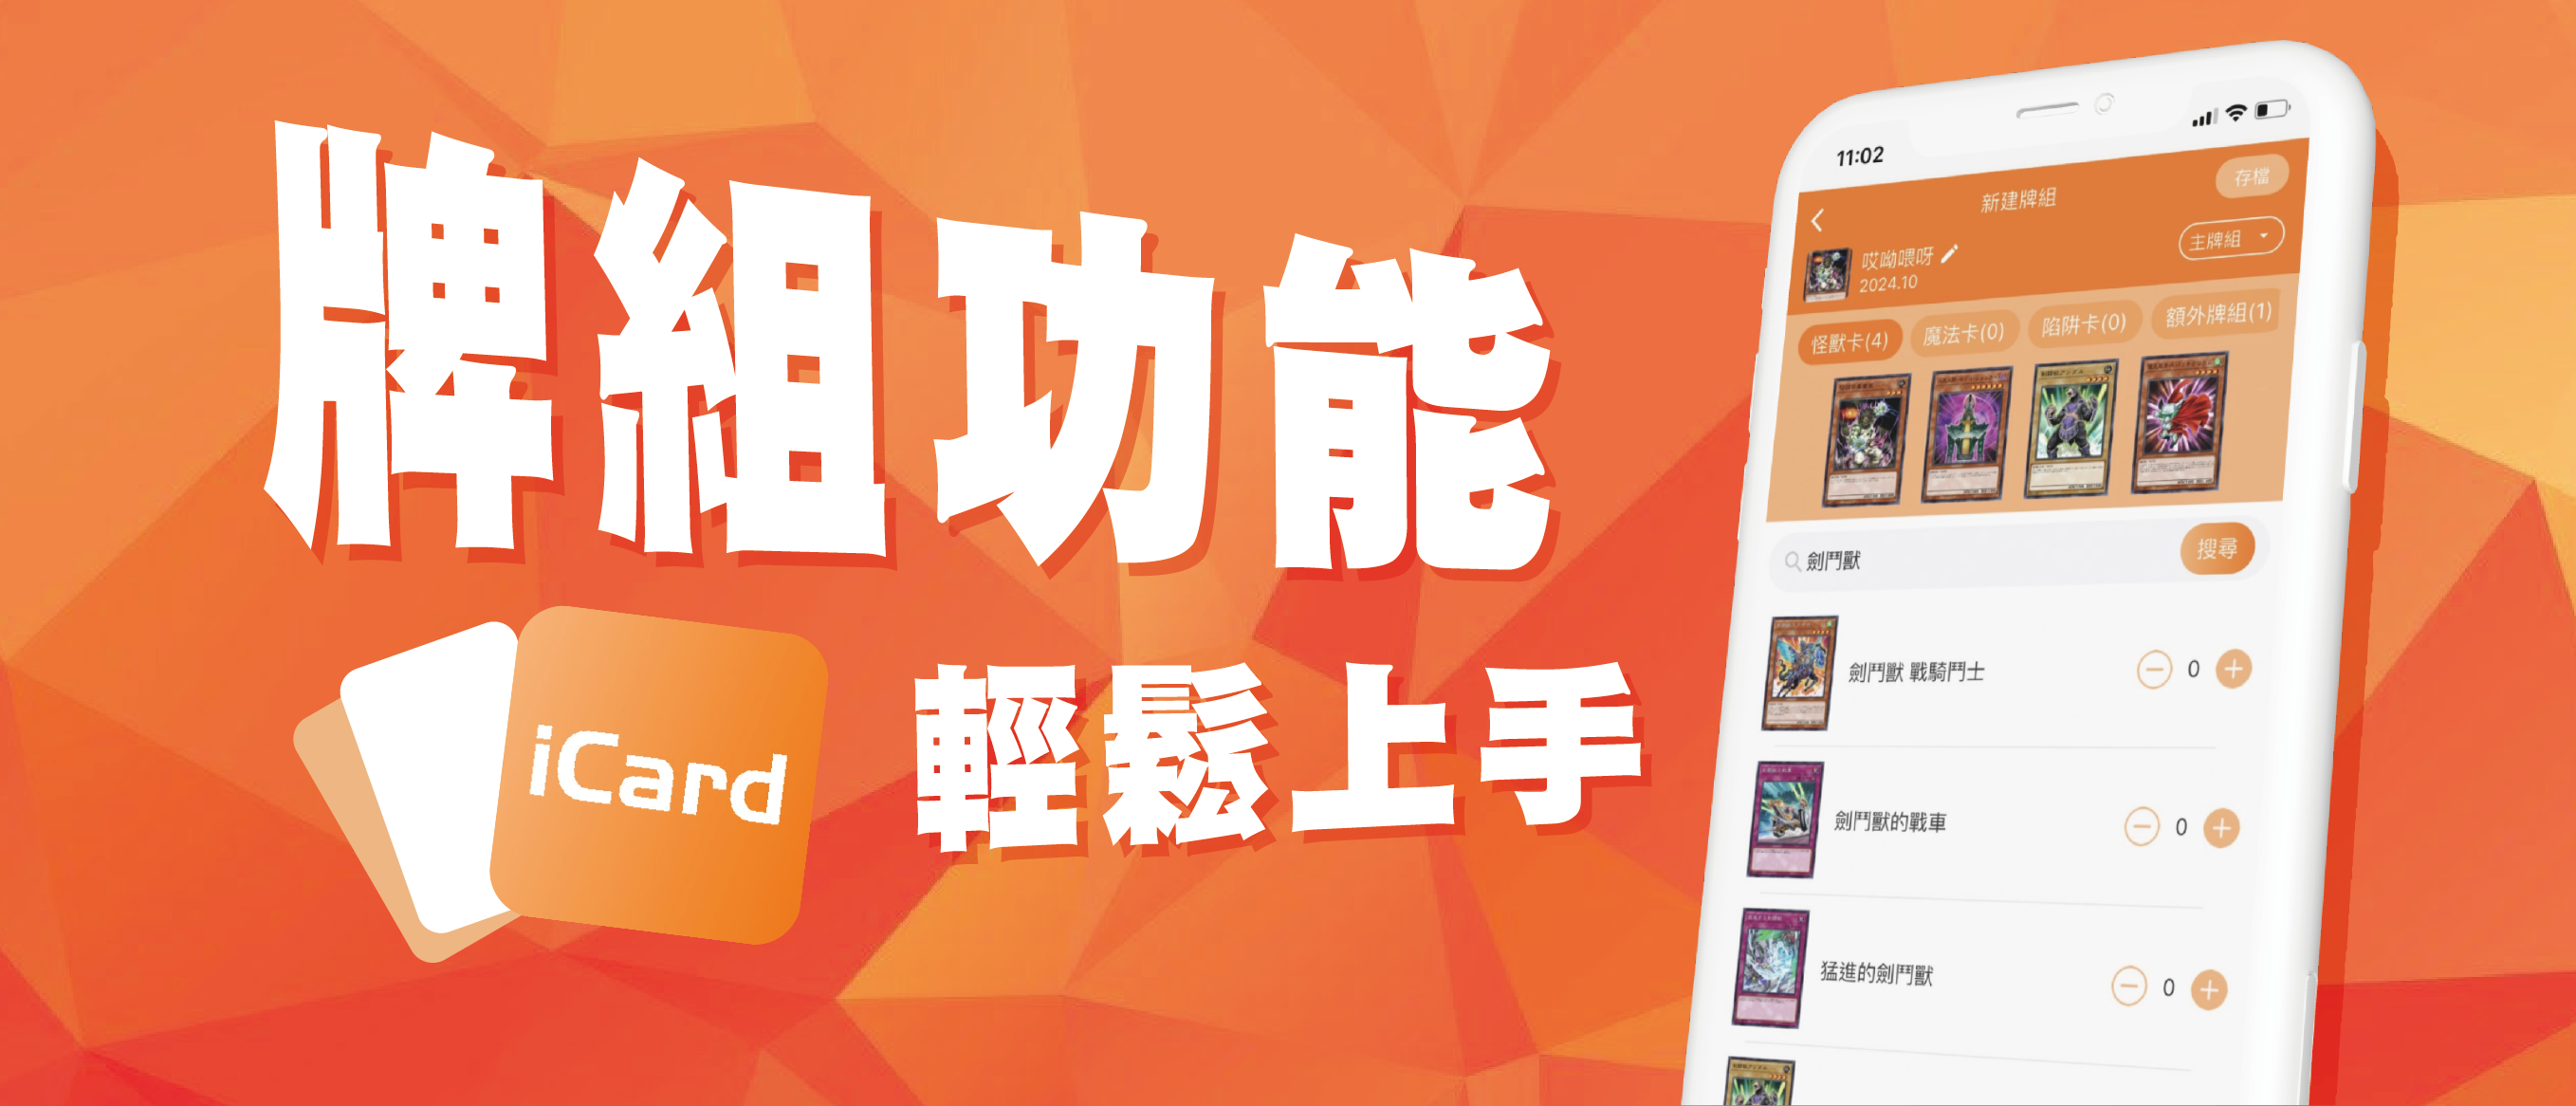 牌組功能
iCard
輕鬆上手
11:02
新建牌組
存檔
哎呦喂呀
2024.10
主牌組
怪獸卡(4)
魔法卡(0)
陷阱卡(0)
額外牌組(1)
劍鬥獸
搜尋
劍鬥獸 戰騎鬥士
0
劍鬥獸的戰車
0
猛進的劍鬥獸
0